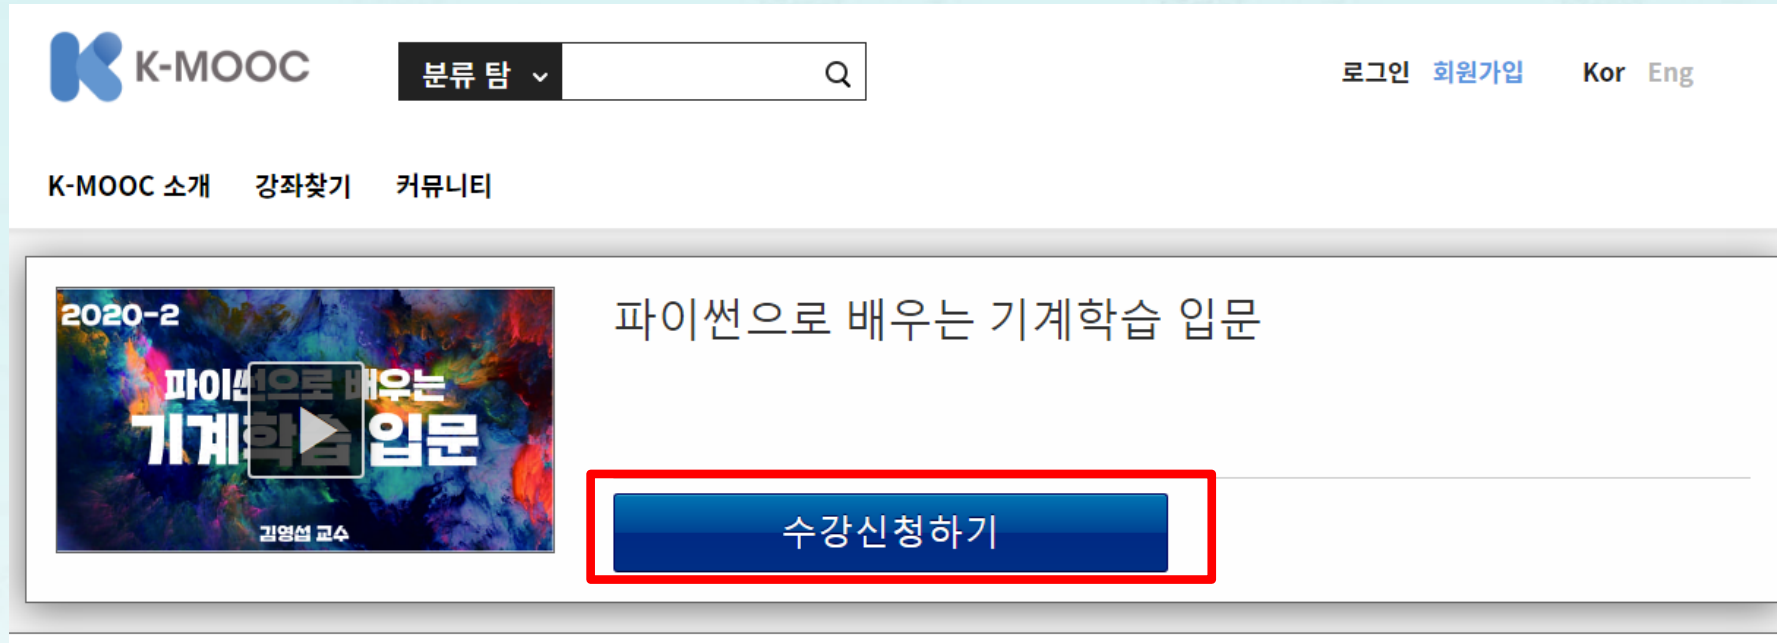 K-MOOC
분류 탐
로그인 회원가입 Kor Eng
K-MOOC 소개 강좌찾기 커뮤니티
2020-2
파이썬으로 배우는
기계학습 입문
김영섭 교수
파이썬으로 배우는 기계학습 입문
수강신청하기